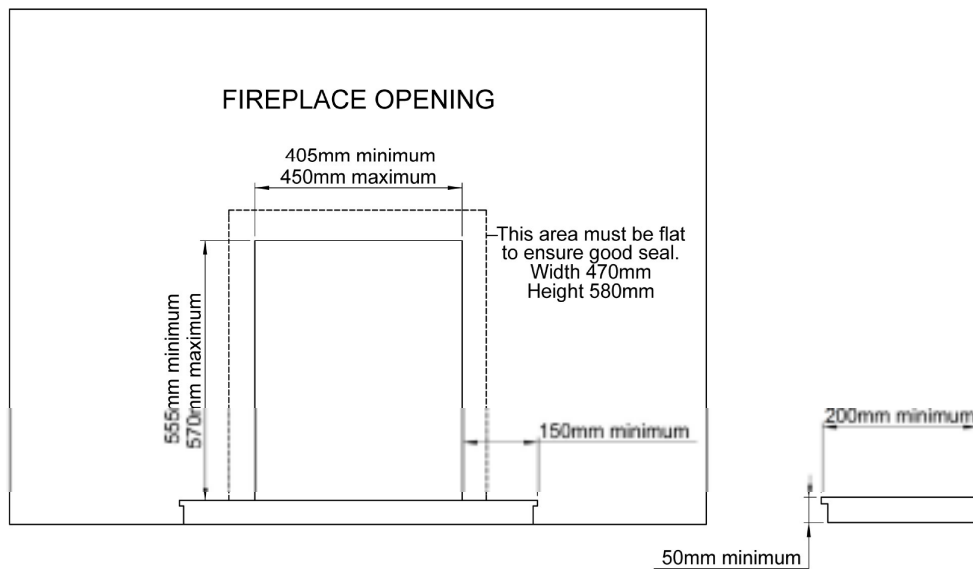 FIREPLACE OPENING
405mm minimum
450mm maximum
This area must be flat
to ensure good seal.
Width 470mm
Height 580mm
555mm minimum
570mm maximum
150mm minimum
200mm minimum
50mm minimum